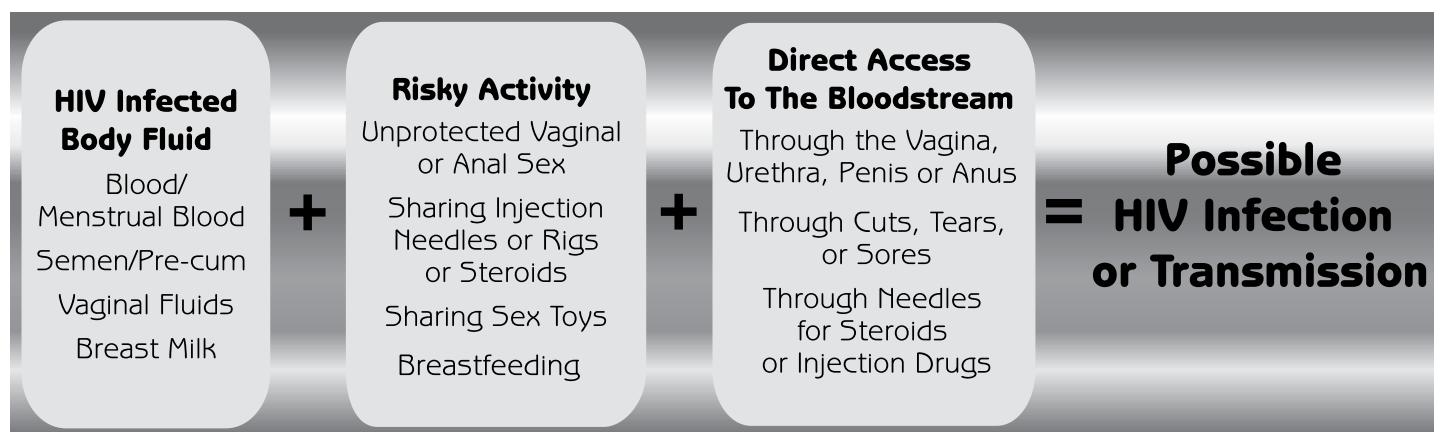 HIV Infected
Body Fluid
Blood/
Menstrual Blood
Semen/Pre-cum
Vaginal Fluids
Breast Milk
+
Risky Activity
Unprotected Vaginal
or Anal Sex
Sharing Injection
Needles or Rigs
or Steroids
Sharing Sex Toys
Breastfeeding
+
Direct Access
To The Bloodstream
Through the Vagina,
Urethra, Penis or Anus
Through Cuts, Tears,
or Sores
Through Needles
for Steroids
or Injection Drugs
=
Possible
HIV Infection
or Transmission